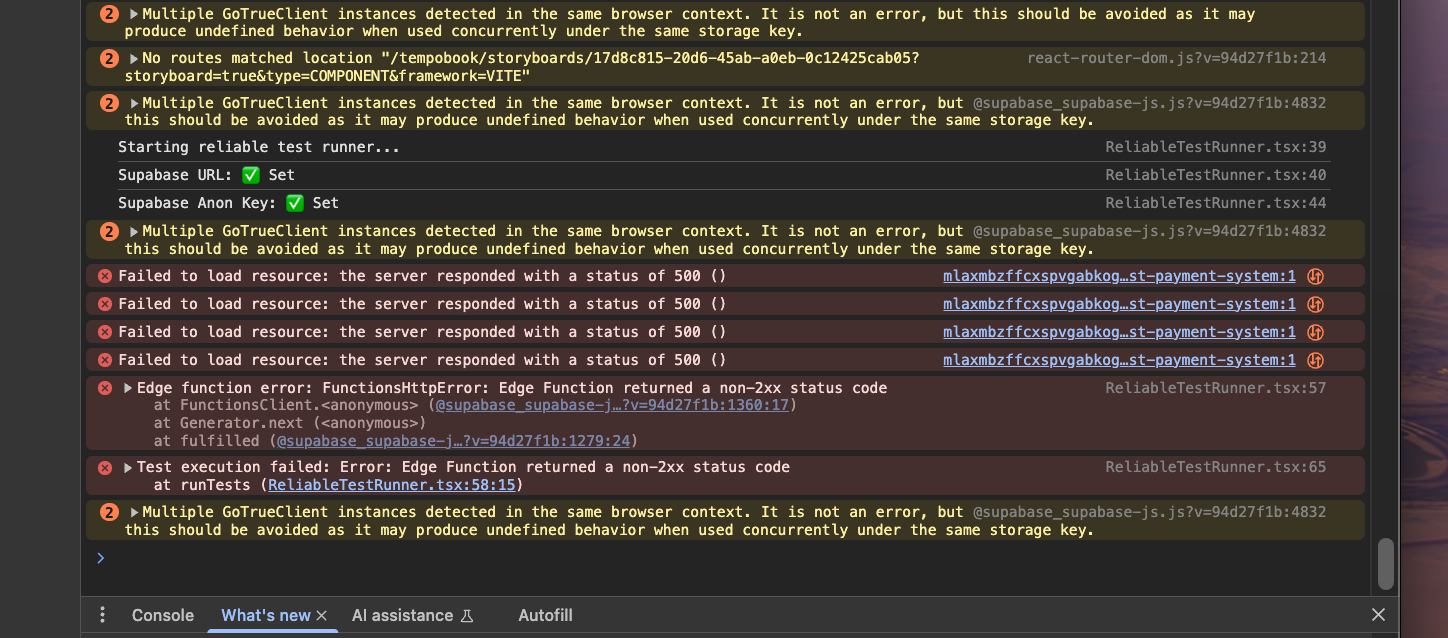 2 ▶Multiple GoTrueClient instances detected in the same browser context. It is not an error, but this should be avoided as it may
produce undefined behavior when used concurrently under the same storage key.
2 ▶No routes matched location "/tempobook/storyboards/17d8c815-20d6-45ab-a0eb-0c12425cab05? react-router-dom.js?v=94d27f1b:214
storyboard=true&type=COMPONENT&framework=VITE"
2 ▶Multiple GoTrueClient instances detected in the same browser context. It is not an error, but @supabase_supabase-js.js?v=94d27f1b:4832
this should be avoided as it may produce undefined behavior when used concurrently under the same storage key.
Starting reliable test runner... ReliableTestRunner.tsx:39
Supabase URL: ✅ Set ReliableTestRunner.tsx:40
Supabase Anon Key: ✅ Set ReliableTestRunner.tsx:44
2 ▶Multiple GoTrueClient instances detected in the same browser context. It is not an error, but @supabase_supabase-js.js?v=94d27f1b:4832
this should be avoided as it may produce undefined behavior when used concurrently under the same storage key.
Failed to load resource: the server responded with a status of 500 () mlaxmbzffcxspvgabkog…st-payment-system:1
Failed to load resource: the server responded with a status of 500 () mlaxmbzffcxspvgabkog…st-payment-system:1
Failed to load resource: the server responded with a status of 500 () mlaxmbzffcxspvgabkog…st-payment-system:1
Failed to load resource: the server responded with a status of 500 () mlaxmbzffcxspvgabkog…st-payment-system:1
▶Edge function error: FunctionsHttpError: Edge Function returned a non-2xx status code ReliableTestRunner.tsx:57
at FunctionsClient.<anonymous> (@supabase_supabase-j…?v=94d27f1b:1360:17)
at Generator.next (<anonymous>)
at fulfilled (@supabase_supabase-j…?v=94d27f1b:1279:24)
▶Test execution failed: Error: Edge Function returned a non-2xx status code ReliableTestRunner.tsx:65
at runTests (ReliableTestRunner.tsx:58:15)
2 ▶Multiple GoTrueClient instances detected in the same browser context. It is not an error, but @supabase_supabase-js.js?v=94d27f1b:4832
this should be avoided as it may produce undefined behavior when used concurrently under the same storage key.
Console What's new AI assistance Autofill